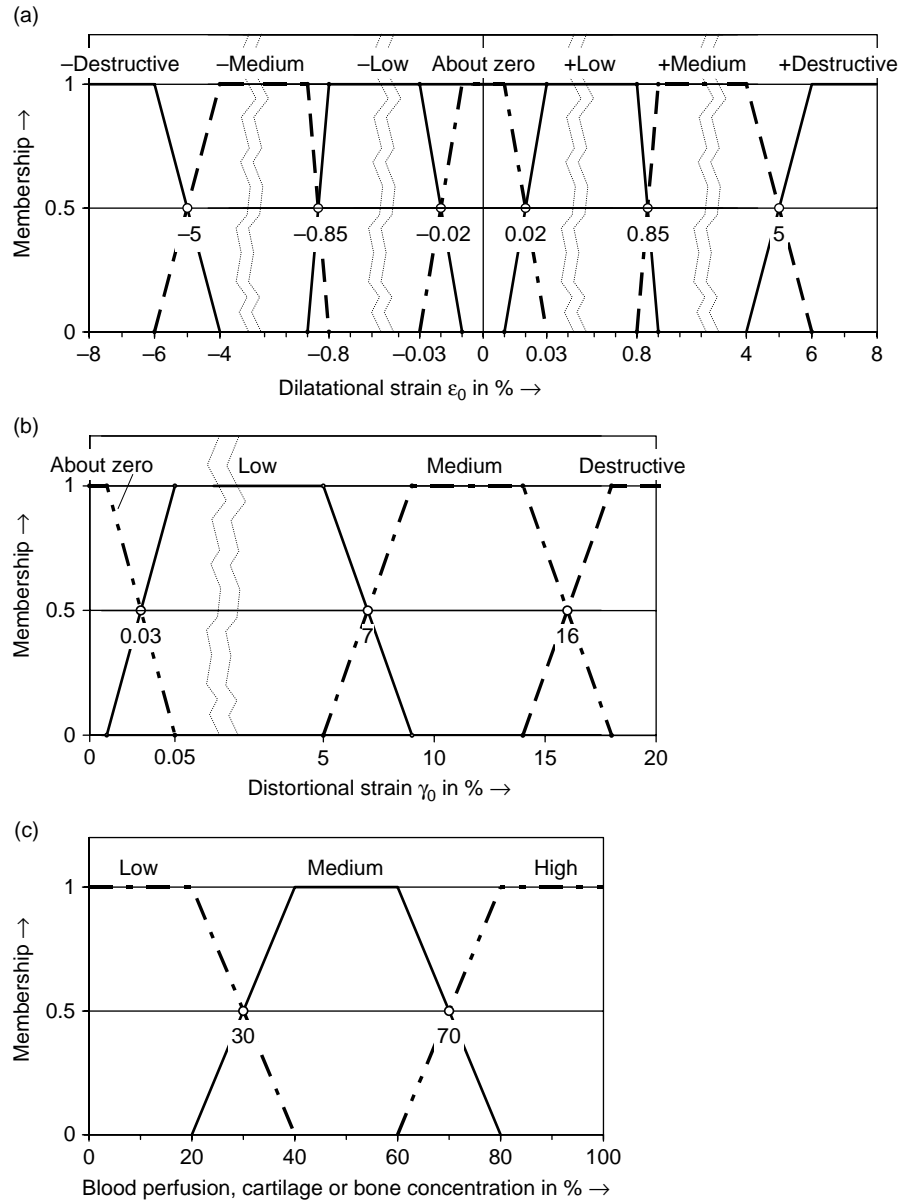 (a)
–Destructive –Medium –Low About zero +Low +Medium +Destructive
1
Membership →
0.5
–5 –0.85 –0.02 0.02 0.85 5
0
–8 –6 –4 –0.8 –0.03 0 0.03 0.8 4 6 8
Dilatational strain ε0 in % →
(b)
About zero Low Medium Destructive
1
Membership →
0.5
0.03 7 16
0
0 0.05 5 10 15 20
Distortional strain γ0 in % →
(c)
Low Medium High
1
Membership →
0.5
30 70
0
0 20 40 60 80 100
Blood perfusion, cartilage or bone concentration in % →